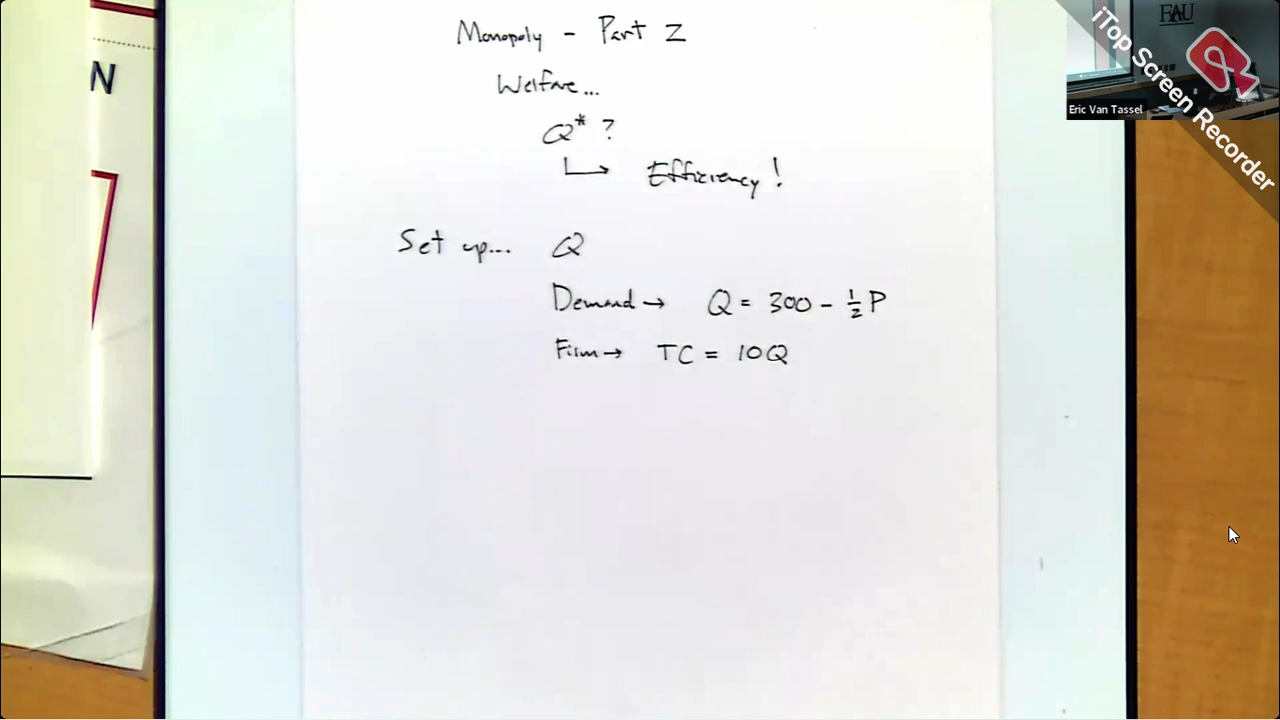 Monopoly - Part 2
Welfare...
Q* ?
↳ Efficiency!
Set up... Q
Demand → Q = 300 - ½P
Firm → TC = 10Q
N
FAU
Eric Van Tassel
iTop Screen Recorder